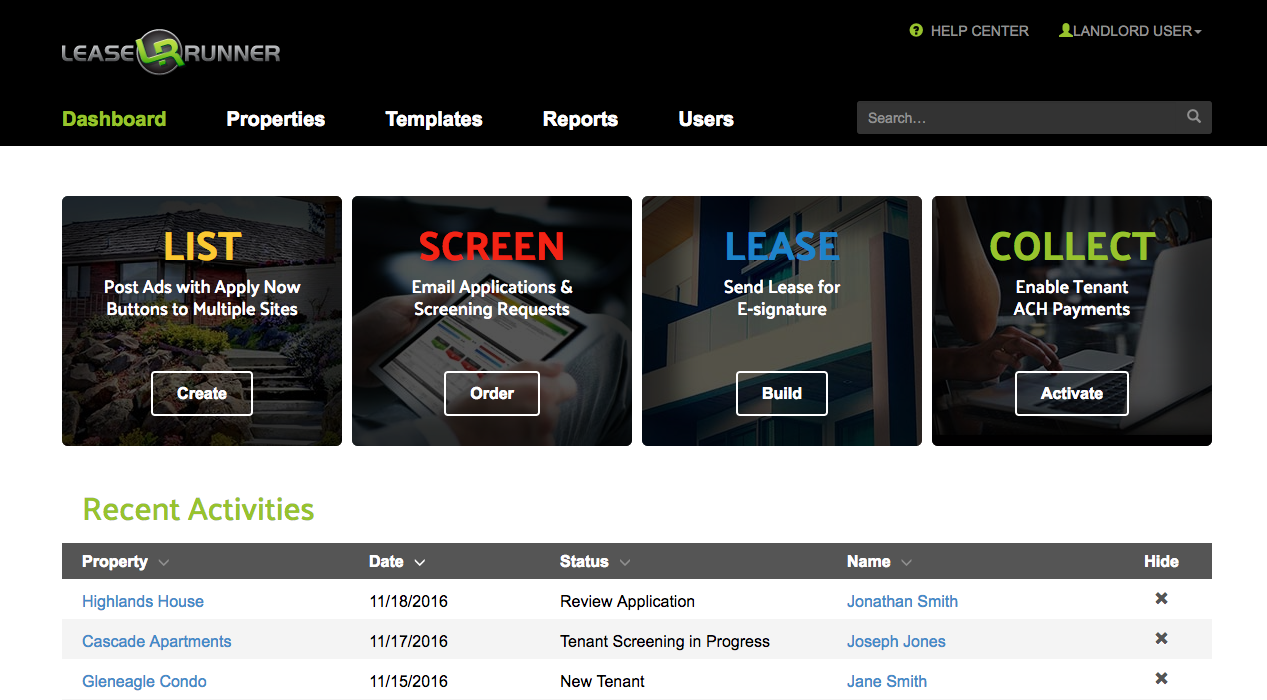 HELP CENTER LANDLORD USER
LEASE LR RUNNER
Dashboard Properties Templates Reports Users Search...
LIST
Post Ads with Apply Now
Buttons to Multiple Sites
Create
SCREEN
Email Applications &
Screening Requests
Order
LEASE
Send Lease for
E-signature
Build
COLLECT
Enable Tenant
ACH Payments
Activate
Recent Activities
Property Date Status Name Hide
Highlands House 11/18/2016 Review Application Jonathan Smith
Cascade Apartments 11/17/2016 Tenant Screening in Progress Joseph Jones
Gleneagle Condo 11/15/2016 New Tenant Jane Smith